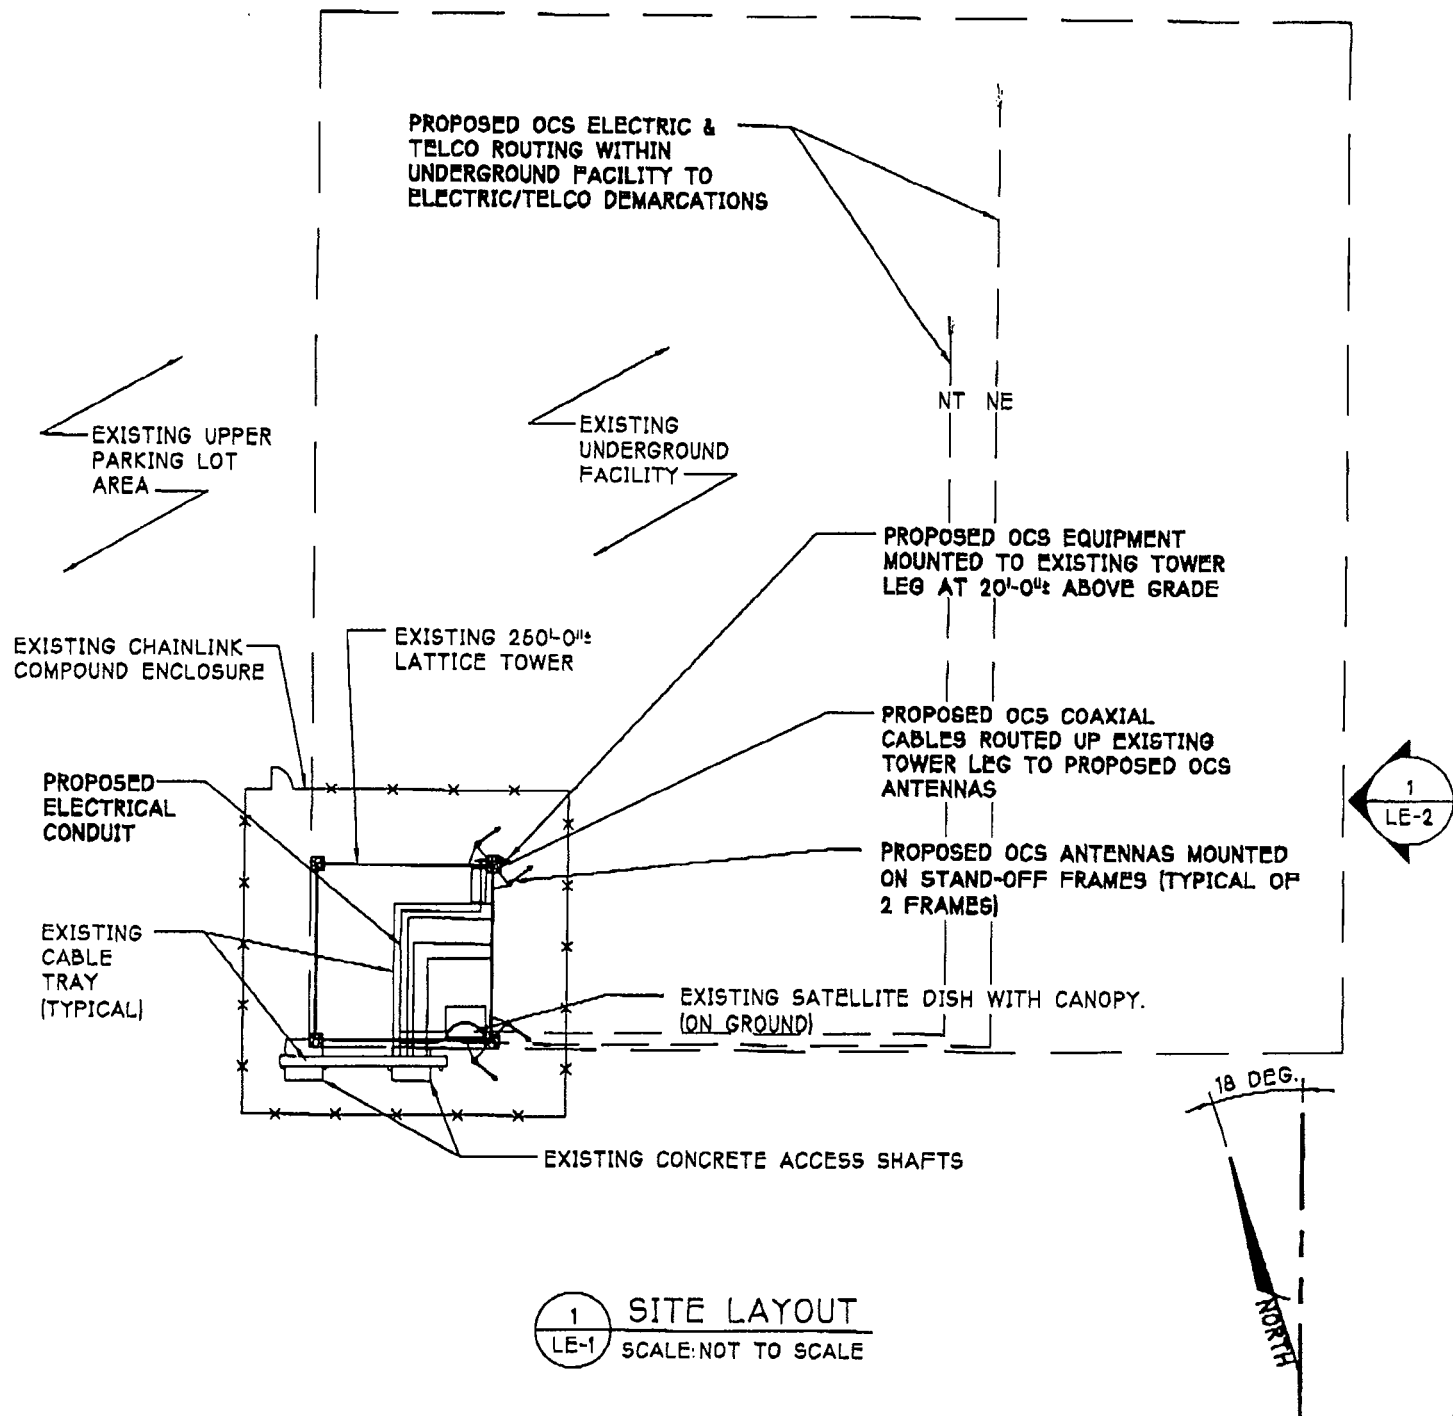 PROPOSED OCS ELECTRIC &
TELCO ROUTING WITHIN
UNDERGROUND FACILITY TO
ELECTRIC/TELCO DEMARCATIONS
NT NE
EXISTING UPPER
PARKING LOT
AREA
EXISTING
UNDERGROUND
FACILITY
PROPOSED OCS EQUIPMENT
MOUNTED TO EXISTING TOWER
LEG AT 20'-0"± ABOVE GRADE
EXISTING CHAINLINK
COMPOUND ENCLOSURE
EXISTING 250'-0"±
LATTICE TOWER
PROPOSED OCS COAXIAL
CABLES ROUTED UP EXISTING
TOWER LEG TO PROPOSED OCS
ANTENNAS
PROPOSED
ELECTRICAL
CONDUIT
1
LE-2
PROPOSED OCS ANTENNAS MOUNTED
ON STAND-OFF FRAMES (TYPICAL OF
2 FRAMES)
EXISTING
CABLE
TRAY
(TYPICAL)
EXISTING SATELLITE DISH WITH CANOPY.
(ON GROUND)
18 DEG.
EXISTING CONCRETE ACCESS SHAFTS
NORTH
1
LE-1
SITE LAYOUT
SCALE:NOT TO SCALE